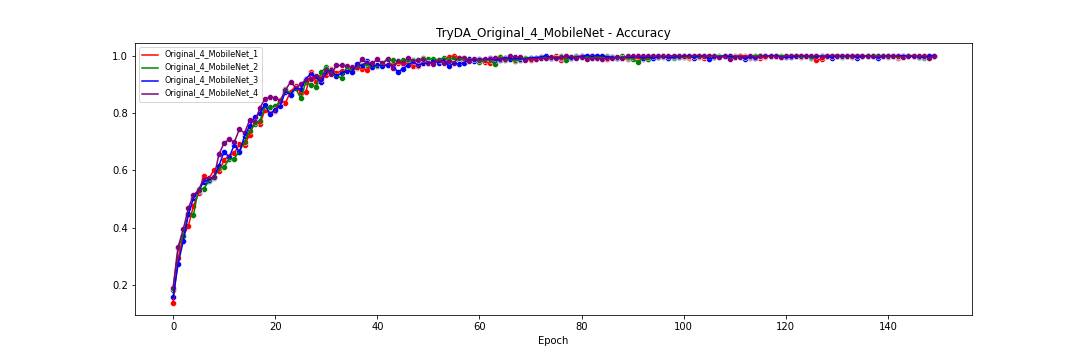 TryDA_Original_4_MobileNet - Accuracy
Original_4_MobileNet_1
Original_4_MobileNet_2
Original_4_MobileNet_3
Original_4_MobileNet_4
1.0
0.8
0.6
0.4
0.2
0 20 40 60 80 100 120 140
Epoch